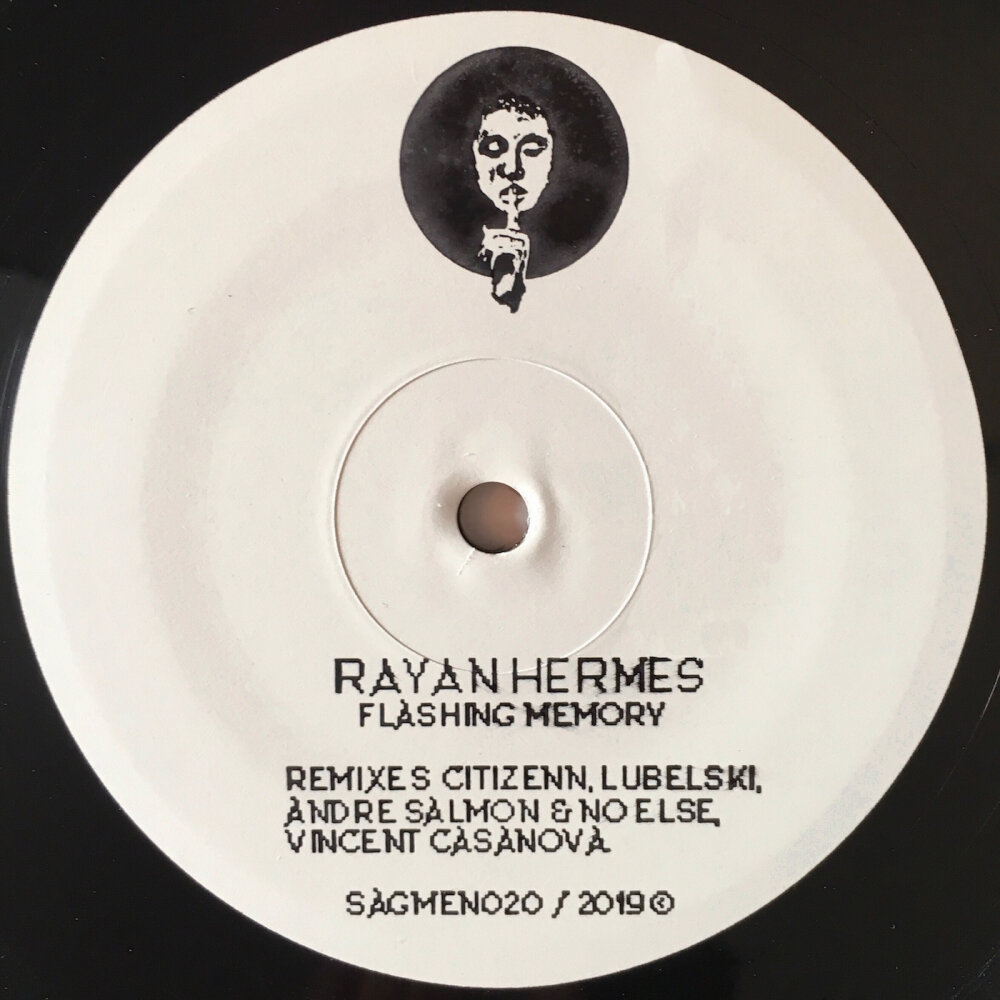 RAYAN HERMES
FLASHING MEMORY
REMIXES CITIZENN, LUBELSKI,
ANDRE SALMON & NO ELSE,
VINCENT CASANOVA.
SAGMEN020 / 2019©